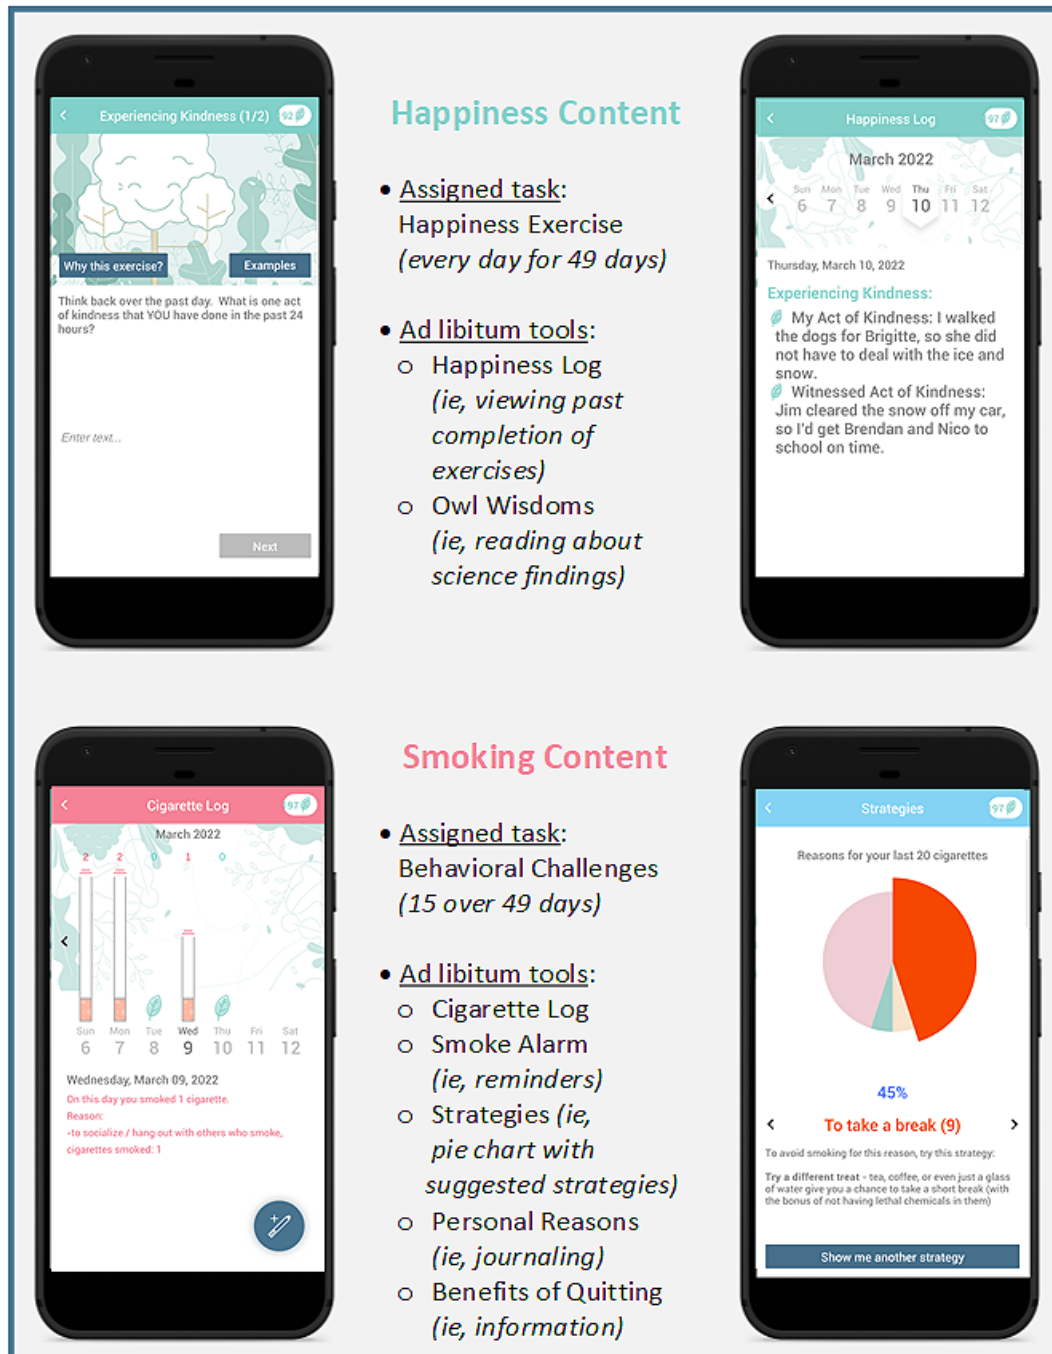 Experiencing Kindness (1/2)
92
Why this exercise?
Examples
Think back over the past day. What is one act
of kindness that YOU have done in the past 24
hours?
Enter text...
Next
Happiness Content
• Assigned task:
Happiness Exercise
(every day for 49 days)
• Ad libitum tools:
o Happiness Log
(ie, viewing past
completion of
exercises)
o Owl Wisdoms
(ie, reading about
science findings)
Happiness Log
97
March 2022
Sun Mon Tue Wed Thu Fri Sat
6 7 8 9 10 11 12
Thursday, March 10, 2022
Experiencing Kindness:
My Act of Kindness: I walked
the dogs for Brigitte, so she did
not have to deal with the ice and
snow.
Witnessed Act of Kindness:
Jim cleared the snow off my car,
so I'd get Brendan and Nico to
school on time.
Cigarette Log
97
March 2022
2 2 0 1 0
Sun Mon Tue Wed Thu Fri Sat
6 7 8 9 10 11 12
Wednesday, March 09, 2022
On this day you smoked 1 cigarette.
Reason:
-to socialize / hang out with others who smoke,
cigarettes smoked: 1
Smoking Content
• Assigned task:
Behavioral Challenges
(15 over 49 days)
• Ad libitum tools:
o Cigarette Log
o Smoke Alarm
(ie, reminders)
o Strategies (ie,
pie chart with
suggested strategies)
o Personal Reasons
(ie, journaling)
o Benefits of Quitting
(ie, information)
Strategies
97
Reasons for your last 20 cigarettes
45%
To take a break (9)
To avoid smoking for this reason, try this strategy:
Try a different treat - tea, coffee, or even just a glass
of water give you a chance to take a short break (with
the bonus of not having lethal chemicals in them)
Show me another strategy